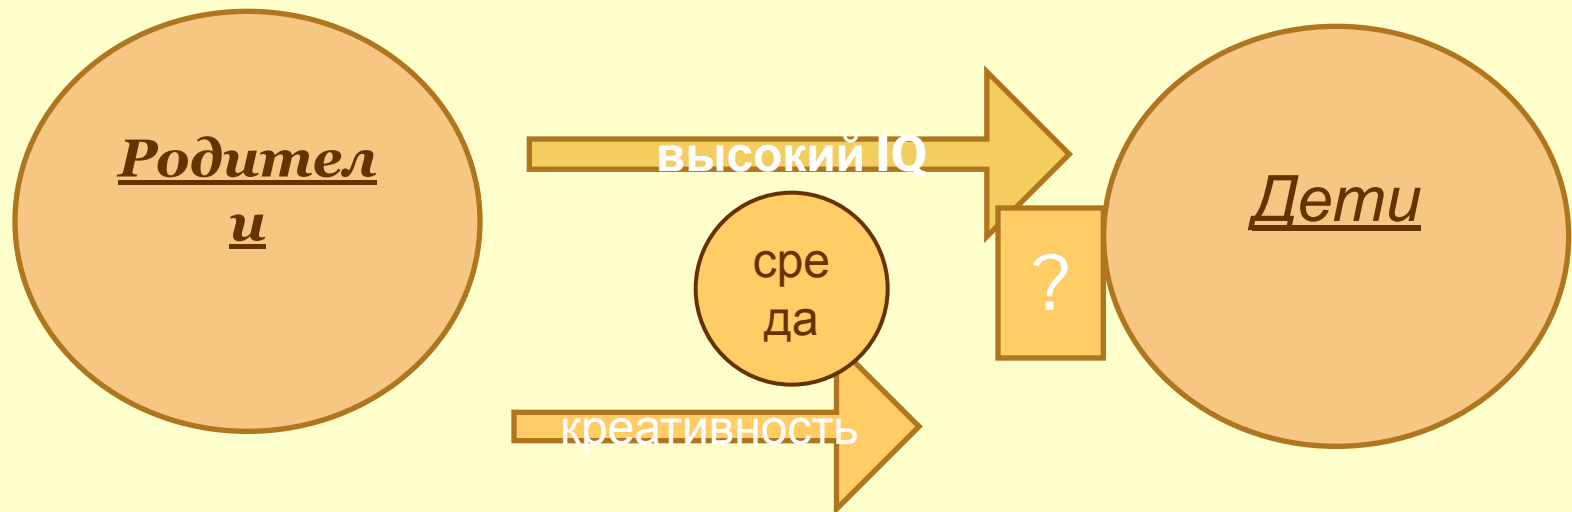 Родител
и
высокий IQ
сре
да
?
Дети
креативность